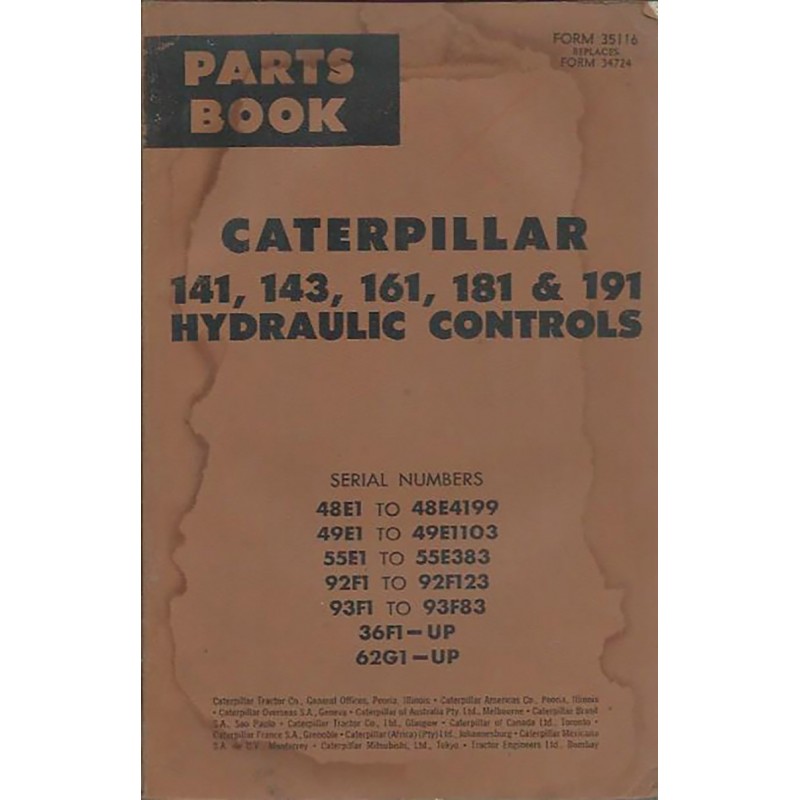 PARTS
BOOK
FORM 35116
REPLACES
FORM 34724
CATERPILLAR
141, 143, 161, 181 & 191
HYDRAULIC CONTROLS
SERIAL NUMBERS
48E1 TO 48E4199
49E1 TO 49E1103
55E1 TO 55E383
92F1 TO 92F123
93F1 TO 93F83
36F1-UP
62G1-UP
Caterpillar Tractor Co., General Offices, Peoria, Illinois • Caterpillar Americas Co., Peoria, Illinois
• Caterpillar Overseas S.A., Geneva • Caterpillar of Australia Pty. Ltd., Melbourne • Caterpillar Brasil
S.A., Sao Paulo • Caterpillar Tractor Co., Ltd., Glasgow • Caterpillar of Canada Ltd., Toronto •
Caterpillar France S.A., Grenoble • Caterpillar (Africa) (Pty) Ltd., Johannesburg • Caterpillar Mexicana
S.A. de C.V., Monterrey • Caterpillar Mitsubishi, Ltd., Tokyo • Tractor Engineers Ltd., Bombay